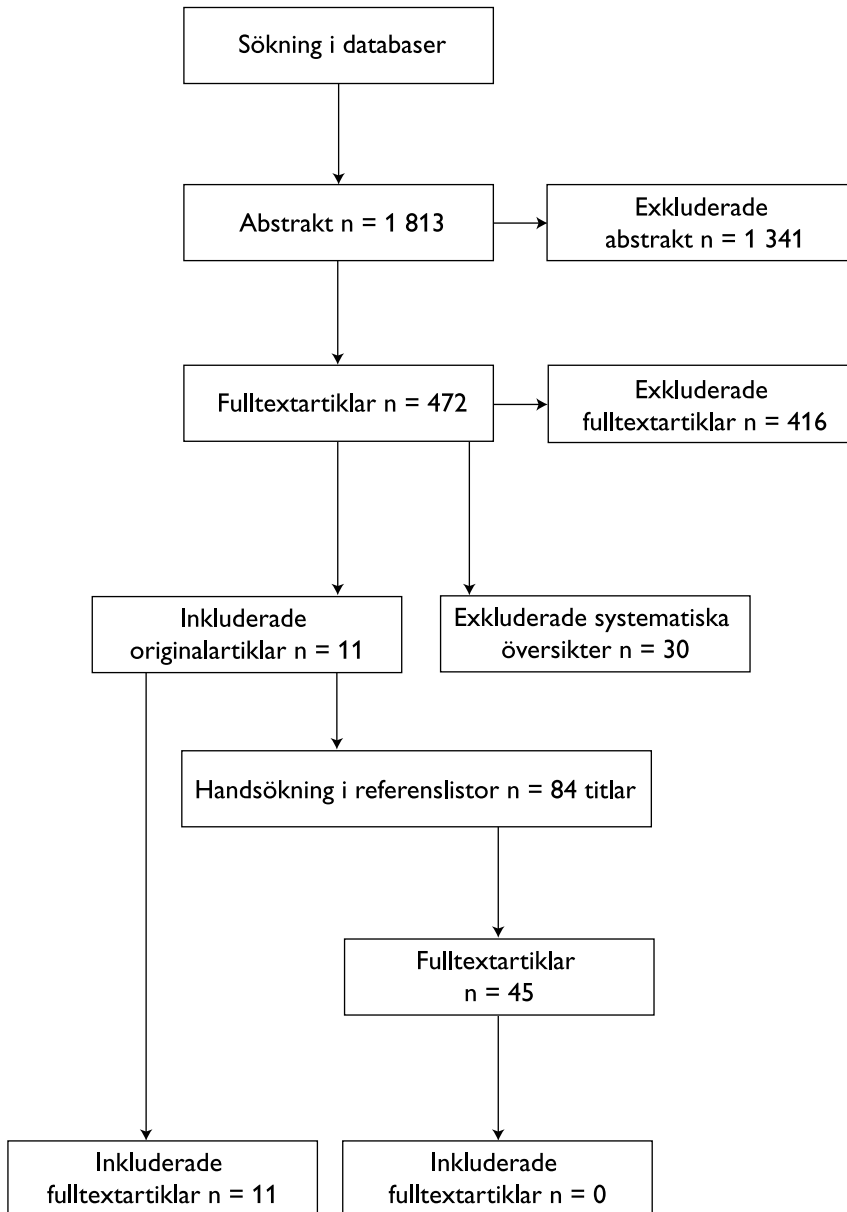 Sökning i databaser
Abstrakt n = 1 813
Exkluderade
abstrakt n = 1 341
Fulltextartiklar n = 472
Exkluderade
fulltextartiklar n = 416
Inkluderade
originalartiklar n = 11
Exkluderade systematiska
översikter n = 30
Handsökning i referenslistor n = 84 titlar
Fulltextartiklar
n = 45
Inkluderade
fulltextartiklar n = 11
Inkluderade
fulltextartiklar n = 0